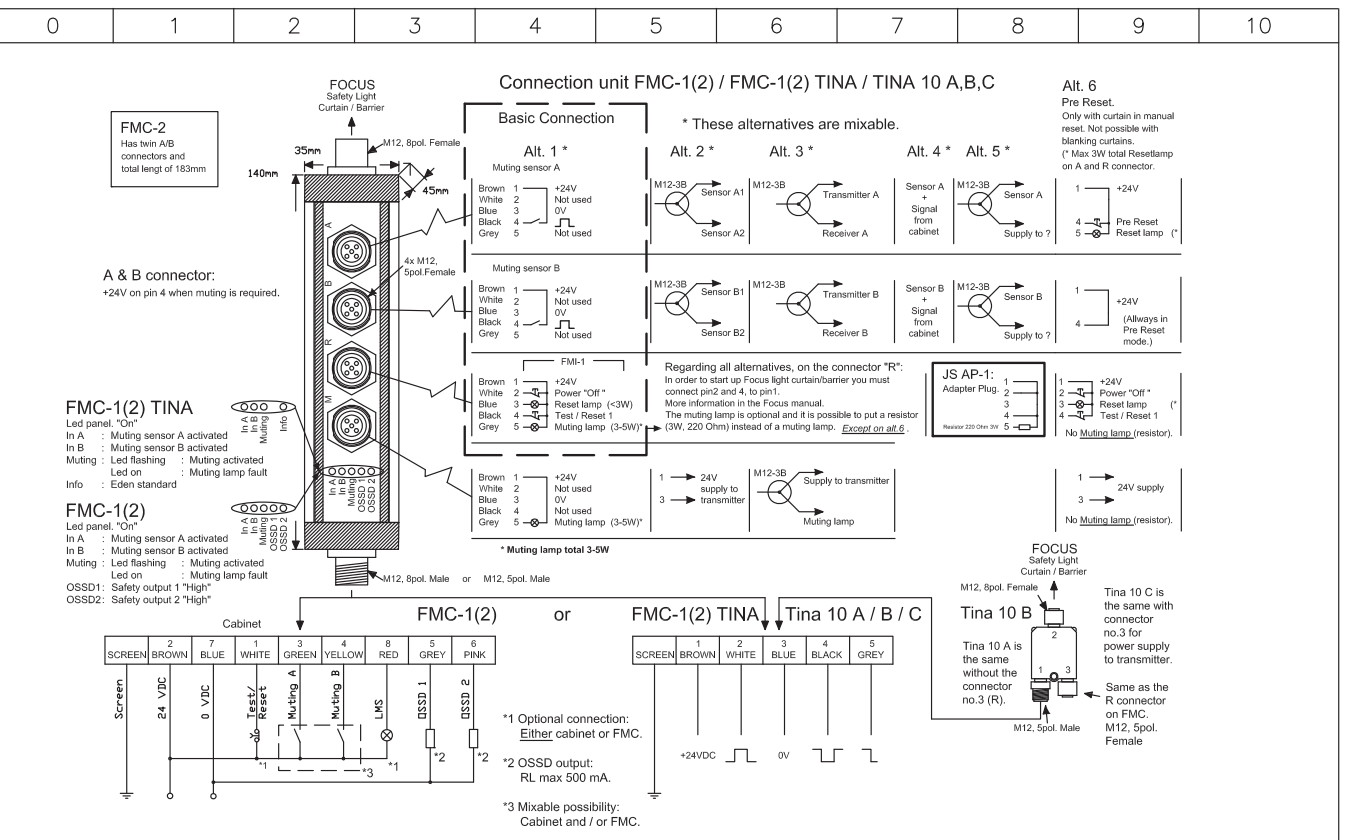 0 1 2 3 4 5 6 7 8 9 10
Connection unit FMC-1(2) / FMC-1(2) TINA / TINA 10 A,B,C
FOCUS
Safety Light
Curtain / Barrier
FMC-2
Has twin A/B
connectors and
total lengt of 183mm
M12, 8pol. Female
35mm
140mm
45mm
A
B
R
M
4x M12,
5pol.Female
A & B connector:
+24V on pin 4 when muting is required.
Basic Connection
* These alternatives are mixable.
Alt. 1 *
Alt. 2 *
Alt. 3 *
Alt. 4 *
Alt. 5 *
Alt. 6
Pre Reset.
Only with curtain in manual
reset. Not possible with
blanking curtains.
(* Max 3W total Resetlamp
on A and R connector.
Muting sensor A
Brown 1 +24V
White 2 Not used
Blue 3 0V
Black 4
Grey 5 Not used
M12-3B
Sensor A1
Sensor A2
M12-3B
Transmitter A
Receiver A
Sensor A
+
Signal
from
cabinet
M12-3B
Sensor A
Supply to ?
1 +24V
4 Pre Reset
5 Reset lamp (*
Muting sensor B
Brown 1 +24V
White 2 Not used
Blue 3 0V
Black 4
Grey 5 Not used
M12-3B
Sensor B1
Sensor B2
M12-3B
Transmitter B
Receiver B
Sensor B
+
Signal
from
cabinet
M12-3B
Sensor B
Supply to ?
1
+24V
4
(Allways in
Pre Reset
mode.)
FMI-1
Brown 1 +24V
White 2 Power "Off "
Blue 3 Reset lamp (<3W)
Black 4 Test / Reset 1
Grey 5 Muting lamp (3-5W)*
Regarding all alternatives, on the connector "R":
In order to start up Focus light curtain/barrier you must
connect pin2 and 4, to pin1.
More information in the Focus manual.
The muting lamp is optional and it is possible to put a resistor
(3W, 220 Ohm) instead of a muting lamp. Except on alt.6 .
JS AP-1:
Adapter Plug.
1
2
3
4
Resistor 220 Ohm 3W 5
1 +24V
2 Power "Off "
3 Reset lamp (*
4 Test / Reset 1
No Muting lamp (resistor).
Brown 1 +24V
White 2 Not used
Blue 3 0V
Black 4 Not used
Grey 5 Muting lamp (3-5W)*
1 24V
supply to
3 transmitter
M12-3B
Supply to transmitter
Muting lamp
1
24V supply
3
No Muting lamp (resistor).
* Muting lamp total 3-5W
FMC-1(2) TINA
Led panel. "On"
In A : Muting sensor A activated
In B : Muting sensor B activated
Muting : Led flashing : Muting activated
Led on : Muting lamp fault
Info : Eden standard
In A
In B
Muting
Info
In A
In B
Muting
OSSD 1
OSSD 2
FMC-1(2)
Led panel. "On"
In A : Muting sensor A activated
In B : Muting sensor B activated
Muting : Led flashing : Muting activated
Led on : Muting lamp fault
OSSD1: Safety output 1 "High"
OSSD2: Safety output 2 "High"
In A
In B
Muting
OSSD 1
OSSD 2
M12, 8pol. Male or M12, 5pol. Male
Cabinet
FMC-1(2)
or
FMC-1(2) TINA
Tina 10 A / B / C
SCREEN
2 BROWN
7 BLUE
1 WHITE
3 GREEN
4 YELLOW
8 RED
5 GREY
6 PINK
Screen
24 VDC
0 VDC
Test/
Reset
Muting A
Muting B
LMS
OSSD 1
OSSD 2
*1
*3
*1
*2
*2
*1 Optional connection:
Either cabinet or FMC.
*2 OSSD output:
RL max 500 mA.
*3 Mixable possibility:
Cabinet and / or FMC.
SCREEN
1 BROWN
2 WHITE
3 BLUE
4 BLACK
5 GREY
+24VDC
0V
FOCUS
Safety Light
Curtain / Barrier
M12, 8pol. Female
Tina 10 B
Tina 10 A is
the same
without the
connector
no.3 (R).
2
1 3
M12, 5pol. Male
Tina 10 C is
the same with
connector
no.3 for
power supply
to transmitter.
Same as the
R connector
on FMC.
M12, 5pol.
Female